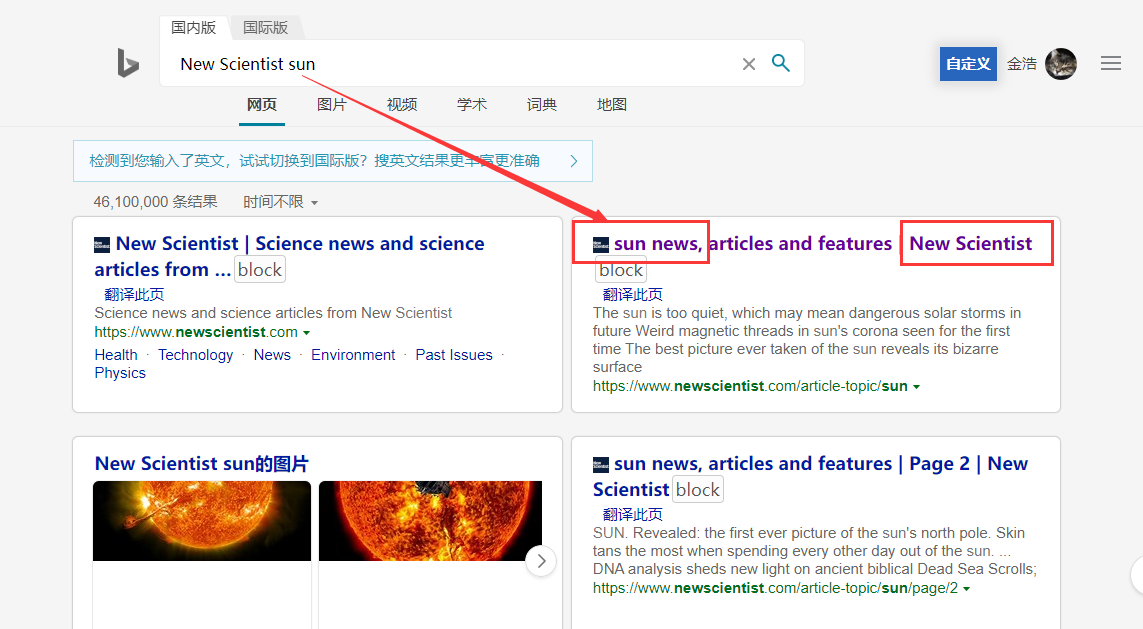 国内版 国际版
New Scientist sun
自定义 金浩
网页 图片 视频 学术 词典 地图
检测到您输入了英文，试试切换到国际版？搜英文结果更丰富更准确
46,100,000 条结果 时间不限
New Scientist | Science news and science
articles from ... block
翻译此页
Science news and science articles from New Scientist
https://www.newscientist.com
Health · Technology · News · Environment · Past Issues ·
Physics
sun news, articles and features | New Scientist
block
翻译此页
The sun is too quiet, which may mean dangerous solar storms in
future Weird magnetic threads in sun's corona seen for the first
time The best picture ever taken of the sun reveals its bizarre
surface
https://www.newscientist.com/article-topic/sun
New Scientist sun的图片
sun news, articles and features | Page 2 | New
Scientist block
翻译此页
SUN. Revealed: the first ever picture of the sun's north pole. Skin
tans the most when spending every other day out of the sun. ...
DNA analysis sheds new light on ancient biblical Dead Sea Scrolls;
https://www.newscientist.com/article-topic/sun/page/2